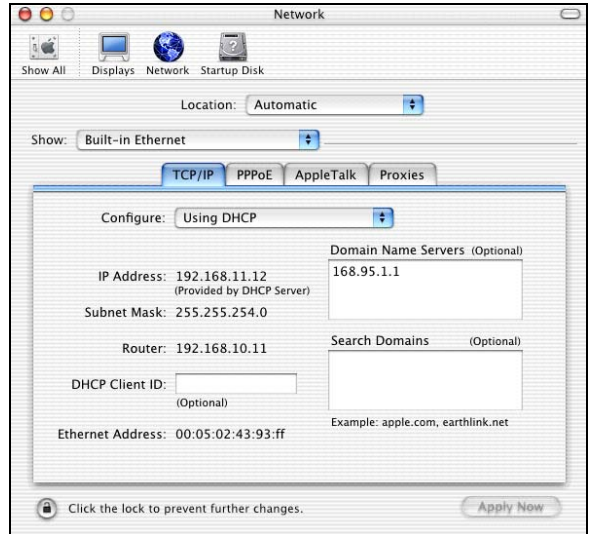 Network
Show All Displays Network Startup Disk
Location: Automatic
Show: Built-in Ethernet
TCP/IP PPPoE AppleTalk Proxies
Configure: Using DHCP
Domain Name Servers (Optional)
168.95.1.1
IP Address: 192.168.11.12
(Provided by DHCP Server)
Subnet Mask: 255.255.254.0
Router: 192.168.10.11
Search Domains (Optional)
DHCP Client ID:
(Optional)
Example: apple.com, earthlink.net
Ethernet Address: 00:05:02:43:93:ff
Click the lock to prevent further changes.
Apply Now